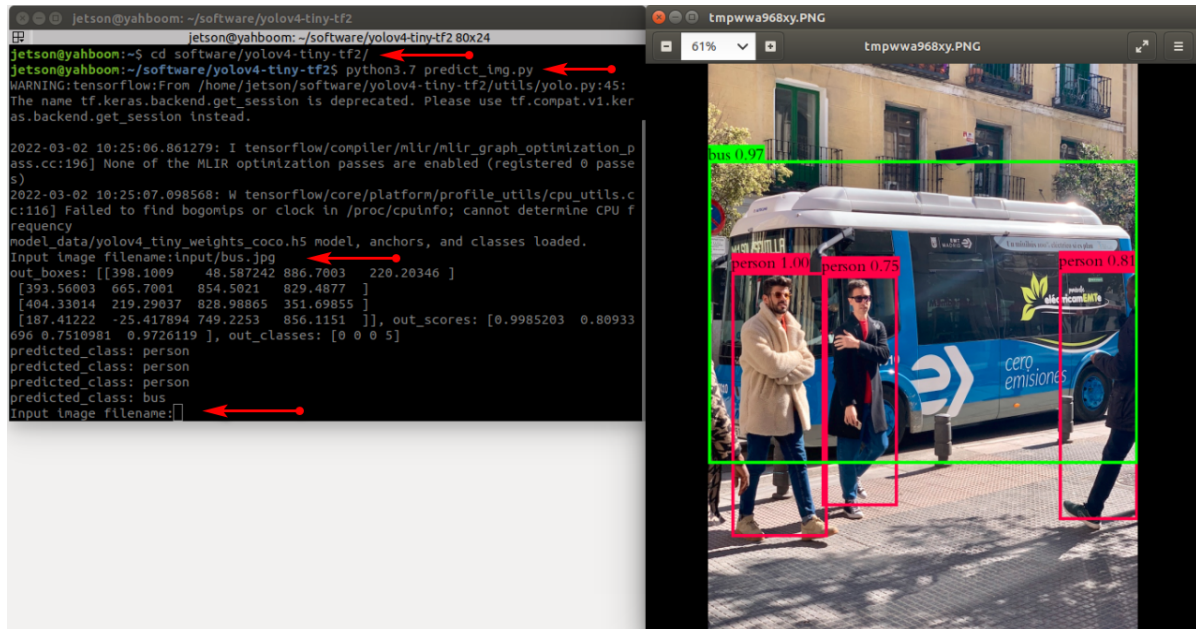 jetson@yahboom: ~/software/yolov4-tiny-tf2
jetson@yahboom: ~/software/yolov4-tiny-tf2 80x24
jetson@yahboom:~$ cd software/yolov4-tiny-tf2/
jetson@yahboom:~/software/yolov4-tiny-tf2$ python3.7 predict_img.py
WARNING:tensorflow:From /home/jetson/software/yolov4-tiny-tf2/utils/yolo.py:45:
The name tf.keras.backend.get_session is deprecated. Please use tf.compat.v1.ker
as.backend.get_session instead.
2022-03-02 10:25:06.861279: I tensorflow/compiler/mlir/mlir_graph_optimization_p
ass.cc:196] None of the MLIR optimization passes are enabled (registered 0 passe
s)
2022-03-02 10:25:07.098568: W tensorflow/core/platform/profile_utils/cpu_utils.c
c:116] Failed to find bogomips or clock in /proc/cpuinfo; cannot determine CPU f
requency
model_data/yolov4_tiny_weights_coco.h5 model, anchors, and classes loaded.
Input image filename:input/bus.jpg
out_boxes: [[398.1009 48.587242 886.7003 220.20346 ]
[393.56003 665.7001 854.5021 829.4877 ]
[404.33014 219.29037 828.98865 351.69855 ]
[187.41222 -25.417894 749.2253 856.1151 ]], out_scores: [0.9985203 0.80933
696 0.7510981 0.9726119 ], out_classes: [0 0 0 5]
predicted_class: person
predicted_class: person
predicted_class: person
predicted_class: bus
Input image filename:
tmpwwa968xy.PNG
61%
tmpwwa968xy.PNG
bus 0.97
person 1.00
person 0.75
person 0.81
eléctricamEMTe
cero
emisiones